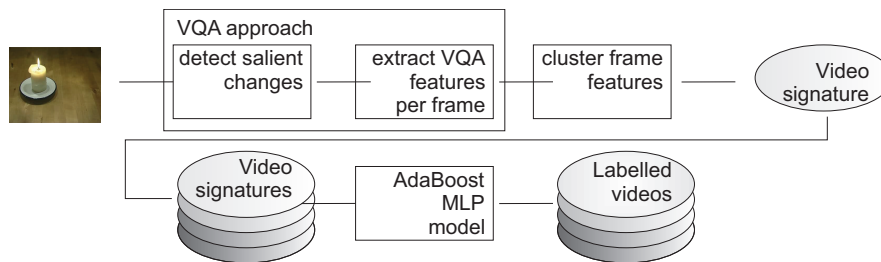 VQA approach
detect salient
changes
extract VQA
features
per frame
cluster frame
features
Video
signature
Video
signatures
AdaBoost
MLP
model
Labelled
videos